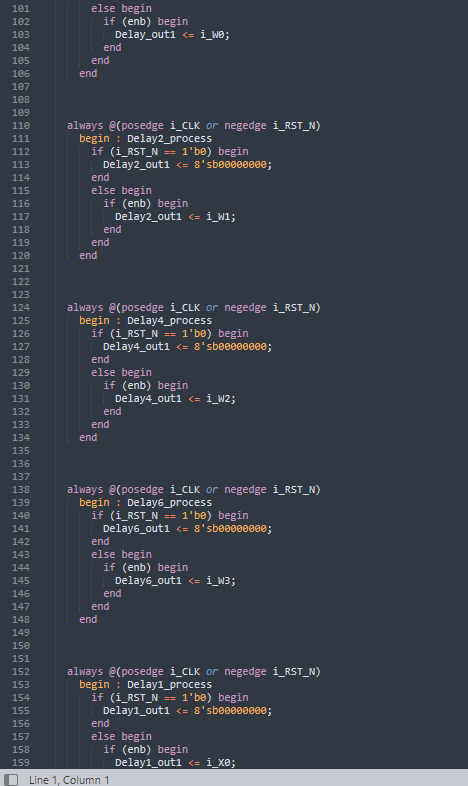 101 else begin
102 if (enb) begin
103 Delay_out1 <= i_W0;
104 end
105 end
106 end
107
108
109
110 always @(posedge i_CLK or negedge i_RST_N)
111 begin : Delay2_process
112 if (i_RST_N == 1'b0) begin
113 Delay2_out1 <= 8'sb00000000;
114 end
115 else begin
116 if (enb) begin
117 Delay2_out1 <= i_W1;
118 end
119 end
120 end
121
122
123
124 always @(posedge i_CLK or negedge i_RST_N)
125 begin : Delay4_process
126 if (i_RST_N == 1'b0) begin
127 Delay4_out1 <= 8'sb00000000;
128 end
129 else begin
130 if (enb) begin
131 Delay4_out1 <= i_W2;
132 end
133 end
134 end
135
136
137
138 always @(posedge i_CLK or negedge i_RST_N)
139 begin : Delay6_process
140 if (i_RST_N == 1'b0) begin
141 Delay6_out1 <= 8'sb00000000;
142 end
143 else begin
144 if (enb) begin
145 Delay6_out1 <= i_W3;
146 end
147 end
148 end
149
150
151
152 always @(posedge i_CLK or negedge i_RST_N)
153 begin : Delay1_process
154 if (i_RST_N == 1'b0) begin
155 Delay1_out1 <= 8'sb00000000;
156 end
157 else begin
158 if (enb) begin
159 Delay1_out1 <= i_X0;
Line 1, Column 1